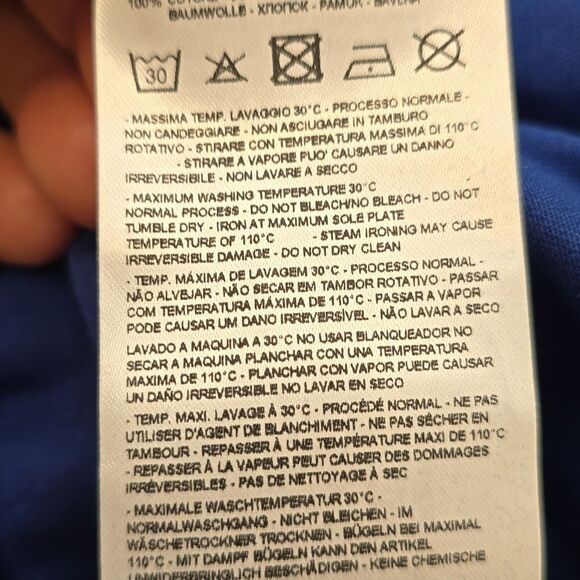 100%
BAUMWOLLE - ХЛОПОК - PAMUK -
30
- MASSIMA TEMP. LAVAGGIO 30°C - PROCESSO NORMALE -
NON CANDEGGIARE - NON ASCIUGARE IN TAMBURO
ROTATIVO - STIRARE CON TEMPERATURA MASSIMA DI 110°C
- STIRARE A VAPORE PUO' CAUSARE UN DANNO
IRREVERSIBILE - NON LAVARE A SECCO
- MAXIMUM WASHING TEMPERATURE 30°C
NORMAL PROCESS - DO NOT BLEACHNO BLEACH - DO NOT
TUMBLE DRY - IRON AT MAXIMUM SOLE PLATE
TEMPERATURE OF 110°C - STEAM IRONING MAY CAUSE
IRREVERSIBLE DAMAGE - DO NOT DRY CLEAN
- TEMP. MÁXIMA DE LAVAGEM 30°C - PROCESSO NORMAL -
NÃO ALVEJAR - NÃO SECAR EM TAMBOR ROTATIVO - PASSAR
COM TEMPERATURA MÁXIMA DE 110°C - PASSAR A VAPOR
PODE CAUSAR UM DANO IRREVERSÍVEL - NÃO LAVAR A SECO
LAVADO A MAQUINA A 30°C NO USAR BLANQUEADOR NO
SECAR A MAQUINA PLANCHAR CON UNA TEMPERATURA
MAXIMA DE 110°C - PLANCHAR CON VAPOR PUEDE CAUSAR
UN DAÑO IRREVERSIBLE NO LAVAR EN SECO
- TEMP. MAXI. LAVAGE À 30°C - PROCÉDÉ NORMAL - NE PAS
UTILISER D'AGENT DE BLANCHIMENT - NE PAS SÉCHER EN
TAMBOUR - REPASSER À UNE TEMPÉRATURE MAXI DE 110°C
- REPASSER À LA VAPEUR PEUT CAUSER DES DOMMAGES
IRRÉVERSIBLES - PAS DE NETTOYAGE À SEC
- MAXIMALE WASCHTEMPERATUR 30°C -
NORMALWASCHGANG - NICHT BLEICHEN - IM
WÄSCHETROCKNER TROCKNEN - BÜGELN BEI MAXIMAL
110°C - MIT DAMPF BÜGELN KANN DEN ARTIKEL
UNWIDERBRINGLICH BESCHÄDIGEN - KEINE CHEMISCHE